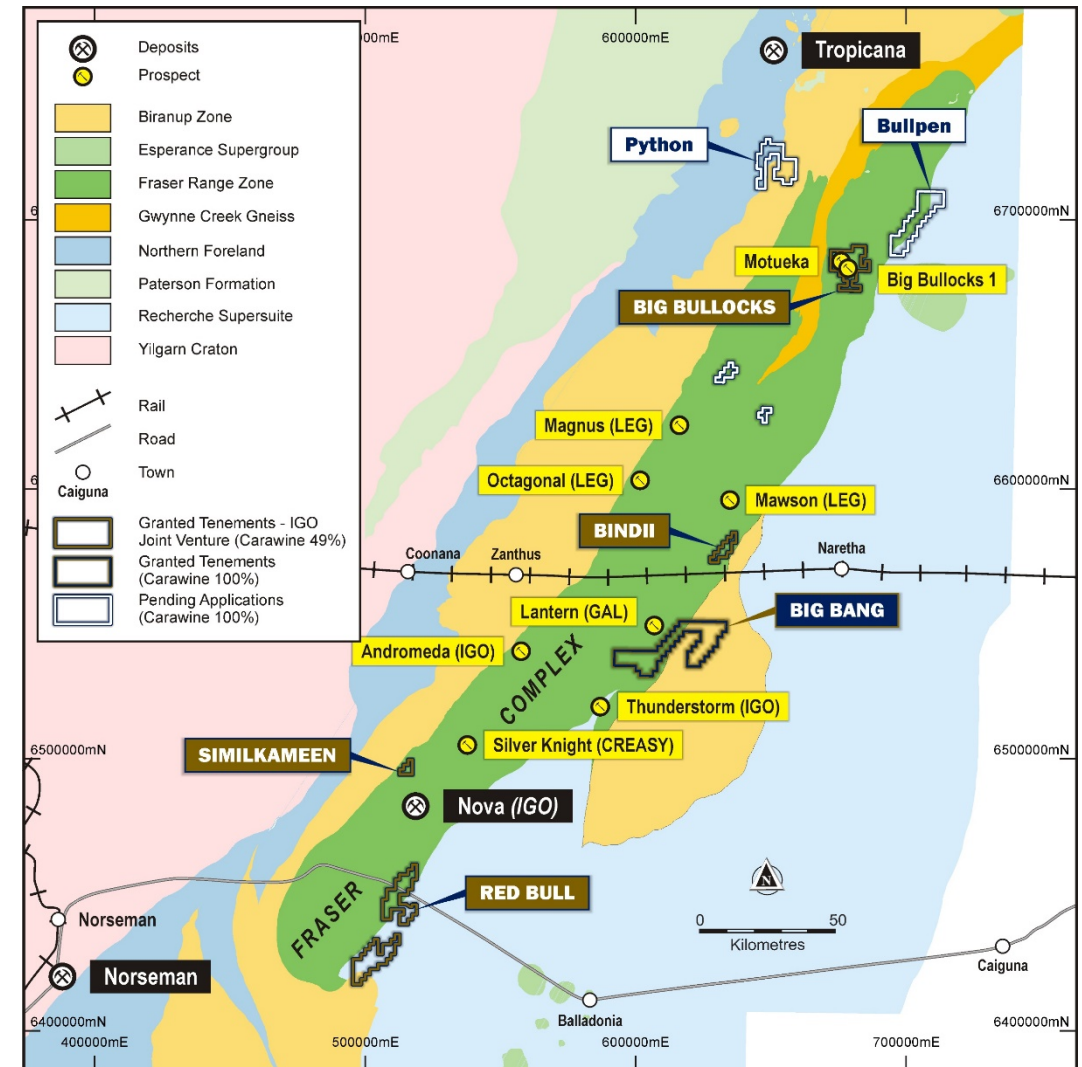 Deposits
Prospect
Biranup Zone
Esperance Supergroup
Fraser Range Zone
Gwynne Creek Gneiss
Northern Foreland
Paterson Formation
Recherche Supersuite
Yilgarn Craton
Rail
Road
Town
Caiguna
Granted Tenements - IGO
Joint Venture (Carawine 49%)
Granted Tenements
(Carawine 100%)
Pending Applications
(Carawine 100%)
600000mE
Tropicana
Python
Bullpen
6700000mN
Motueka
Big Bullocks 1
BIG BULLOCKS
Magnus (LEG)
Octagonal (LEG)
6600000mN
Mawson (LEG)
BINDII
Coonana
Zanthus
Naretha
Lantern (GAL)
BIG BANG
Andromeda (IGO)
COMPLEX
Thunderstorm (IGO)
Silver Knight (CREASY)
6500000mN
6500000mN
SIMILKAMEEN
Nova (IGO)
RED BULL
FRASER
N
0 50
Kilometres
Norseman
Norseman
Caiguna
Balladonia
6400000mN
6400000mN
400000mE
500000mE
600000mE
700000mE